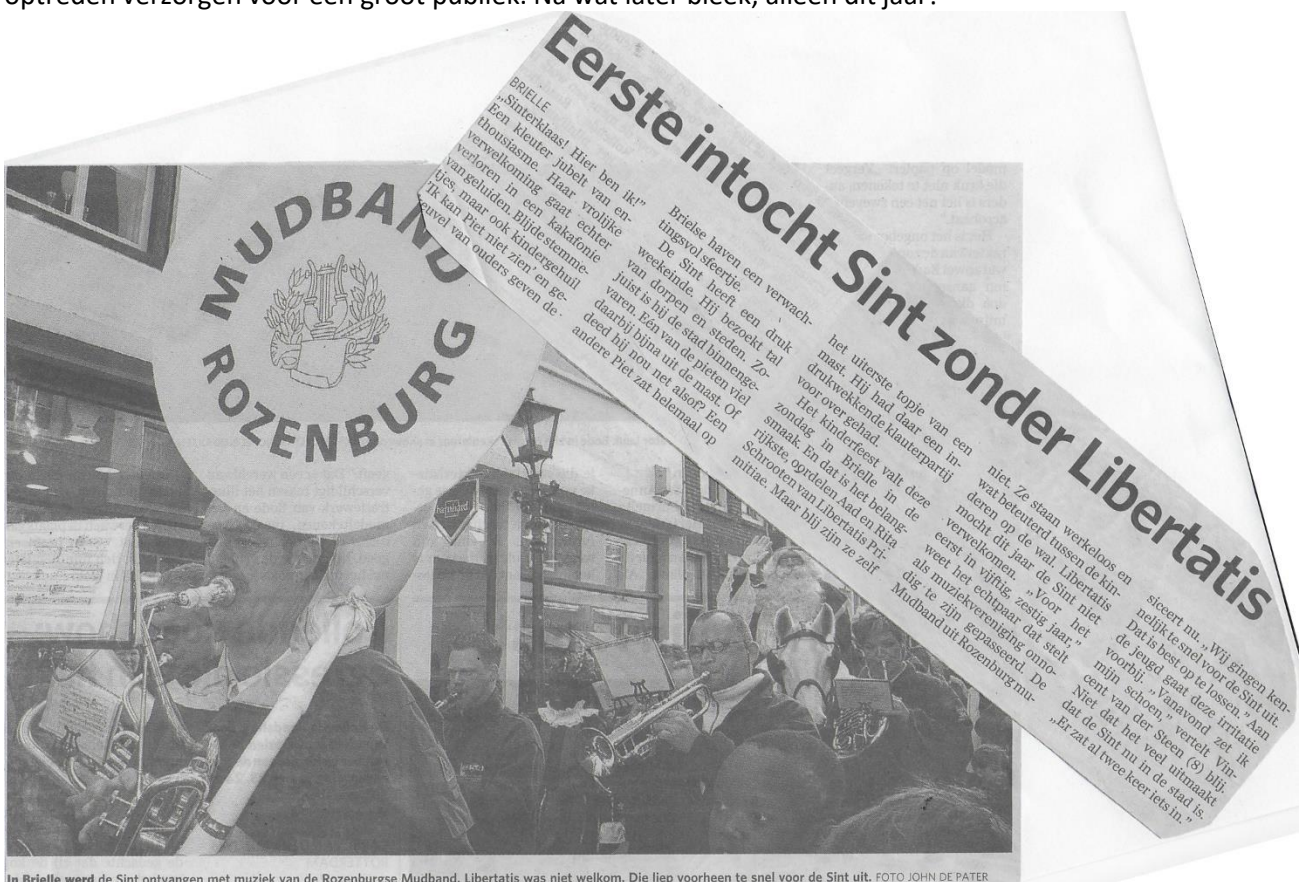 optreden verzorgen voor een groot publiek. Na wat later bleek, alleen dit jaar!
Eerste intocht Sint zonder Libertatis
BRIELLE
„Sinterklaas! Hier ben ik!”
Een kleuter jubelt van en-
thousiasme. Haar vrolijke
verwelkoming gaat echter
verloren in een kakafonie
van geluiden. Blijde stemme-
tjes, maar ook kindergehuil
'Ik kan Piet niet zien' en ge-
euvel van ouders geven de
Brielse haven een verwach-
tingsvol sfeertje.
De Sint heeft een druk
weekeinde. Hij bezoekt tal
van dorpen en steden. Zo-
juist is hij de stad binnenge-
varen. Eén van de pieten viel
daarbij bijna uit de mast. Of
deed hij nou net alsof? Een
andere Piet zat helemaal op
het uiterste topje van een
mast. Hij had daar een in-
drukwekkende klauterpartij
voor over gehad.
Het kinderfeest valt deze
zondag in Brielle in de
smaak. En dat is het belang-
rijkste, oordelen Aad en Rita
Schrooten van Libertatis Pri-
mitiae. Maar blij zijn ze zelf
niet. Ze staan werkeloos en
wat beteuterd tussen de kin-
deren op de wal. Libertatis
mocht dit jaar de Sint niet
verwelkomen. „Voor het
eerst in vijftig, zestig jaar,”
weet het echtpaar dat stelt
als muziekvereniging onno-
dig te zijn gepasseerd. De
Mudband uit Rozenburg mu-
siceert nu. „Wij gingen ken-
nelijk te snel voor de Sint uit.
Dat is best op te lossen.” Aan
de jeugd gaat deze irritatie
voorbij. „Vanavond zet ik
mijn schoen,” vertelt Vin-
cent van der Steen (8) blij.
Niet dat het veel uitmaakt
dat de Sint nu in de stad is.
„Er zat al twee keer iets in.”
MUDBAND
ROZENBURG
In Brielle werd de Sint ontvangen met muziek van de Rozenburgse Mudband. Libertatis was niet welkom. Die liep voorheen te snel voor de Sint uit. FOTO JOHN DE PATER